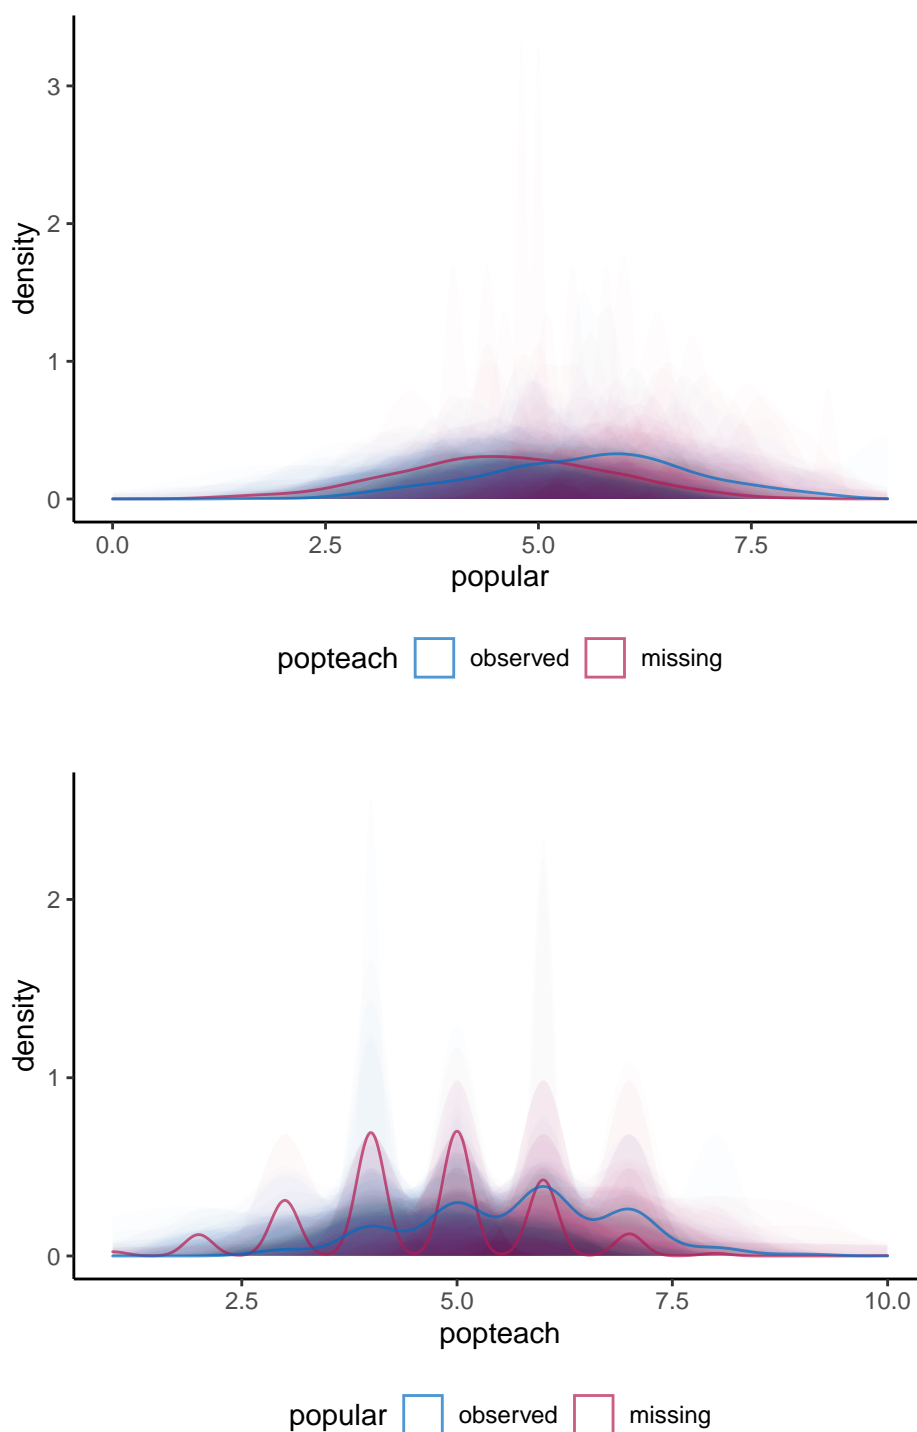 3
2
1
0
density
0.0 2.5 5.0 7.5
popular
popteach observed missing
2
1
0
density
2.5 5.0 7.5 10.0
popteach
popular observed missing